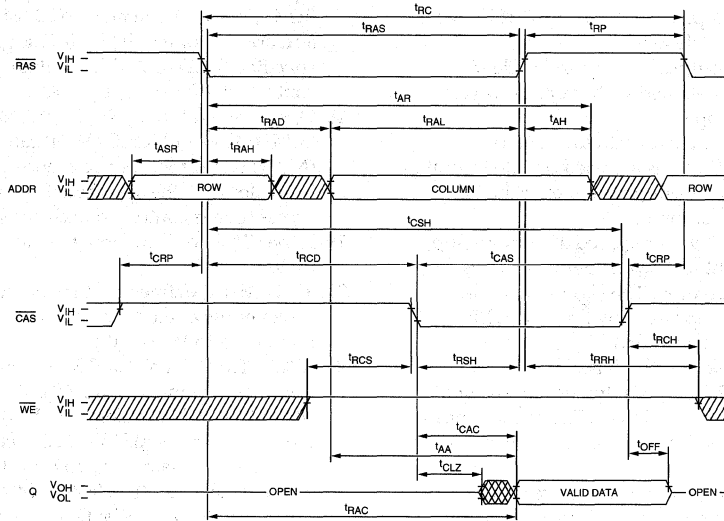 tRC
tRAS tRP
RAS VIH VIL
tAR
tRAD tRAL tAH
tASR tRAH
ADDR VIH VIL ROW COLUMN ROW
tCSH
tCRP tRCD tCAS tCRP
CAS VIH VIL
tRCH
tRCS tRSH tRRH
WE VIH VIL
tCAC
tAA tOFF
tCLZ
Q VOH VOL OPEN VALID DATA OPEN
tRAC